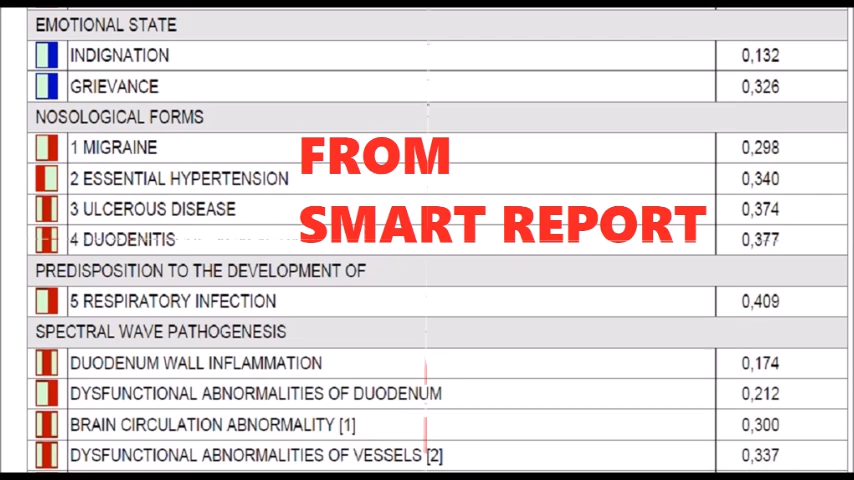 EMOTIONAL STATE
INDIGNATION 0,132
GRIEVANCE 0,326
NOSOLOGICAL FORMS
1 MIGRAINE 0,298
2 ESSENTIAL HYPERTENSION 0,340
3 ULCEROUS DISEASE 0,374
4 DUODENITIS 0,377
FROM
SMART REPORT
PREDISPOSITION TO THE DEVELOPMENT OF
5 RESPIRATORY INFECTION 0,409
SPECTRAL WAVE PATHOGENESIS
DUODENUM WALL INFLAMMATION 0,174
DYSFUNCTIONAL ABNORMALITIES OF DUODENUM 0,212
BRAIN CIRCULATION ABNORMALITY [1] 0,300
DYSFUNCTIONAL ABNORMALITIES OF VESSELS [2] 0,337